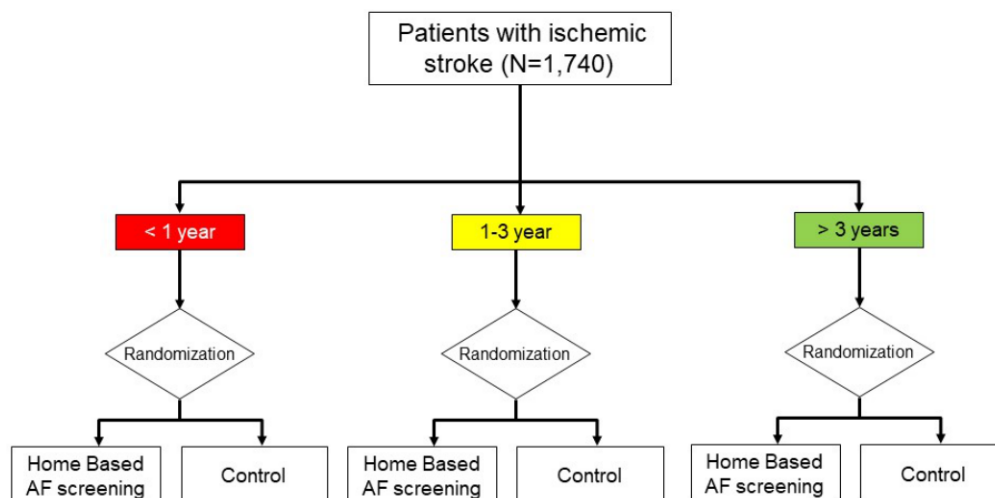 Patients with ischemic
stroke (N=1,740)
< 1 year
1-3 year
> 3 years
Randomization
Randomization
Randomization
Home Based
AF screening
Control
Home Based
AF screening
Control
Home Based
AF screening
Control